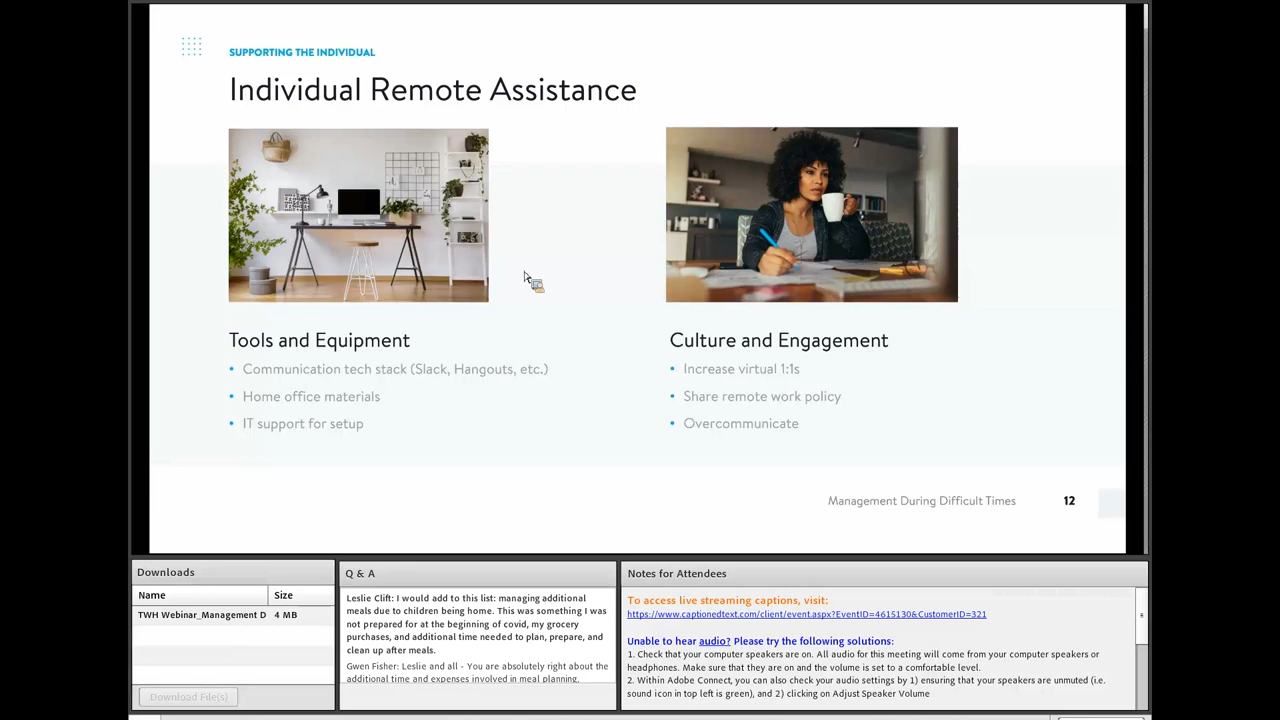 SUPPORTING THE INDIVIDUAL
Individual Remote Assistance
Tools and Equipment
• Communication tech stack (Slack, Hangouts, etc.)
• Home office materials
• IT support for setup
Culture and Engagement
• Increase virtual 1:1s
• Share remote work policy
• Overcommunicate
Management During Difficult Times
12
Downloads
Name Size
TWH Webinar_Management D 4 MB
Download File(s)
Q & A
Leslie Clift: I would add to this list: managing additional
meals due to children being home. This was something I was
not prepared for at the beginning of covid, my grocery
purchases, and additional time needed to plan, prepare, and
clean up after meals.
Gwen Fisher: Leslie and all - You are absolutely right about the
additional time and expenses involved in meal planning,
Notes for Attendees
To access live streaming captions, visit:
https://www.captionedtext.com/client/event.aspx?EventID=4615130&CustomerID=321
Unable to hear audio? Please try the following solutions:
1. Check that your computer speakers are on. All audio for this meeting will come from your computer speakers or
headphones. Make sure that they are on and the volume is set to a comfortable level.
2. Within Adobe Connect, you can also check your audio settings by 1) ensuring that your speakers are unmuted (i.e.
sound icon in top left is green), and 2) clicking on Adjust Speaker Volume